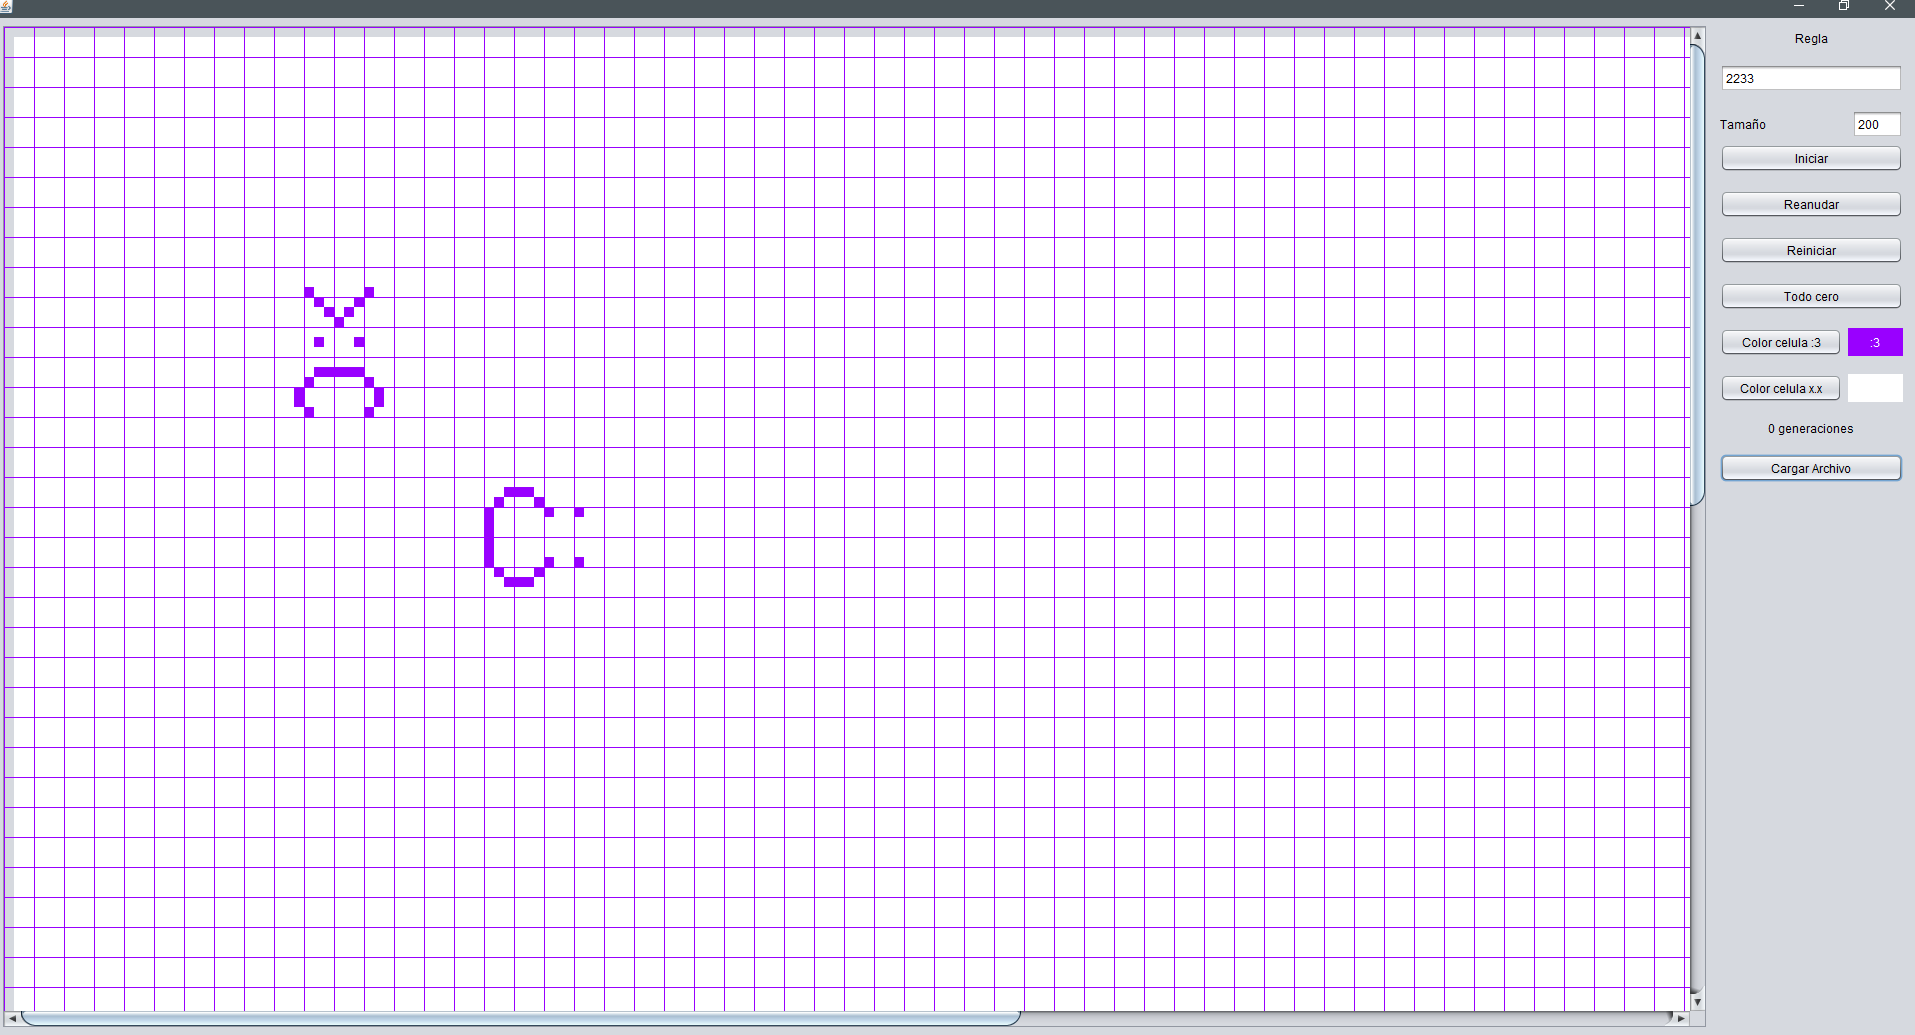 Regla
2233
Tamaño 200
Iniciar
Reanudar
Reiniciar
Todo cero
Color celula :3 :3
Color celula x.x
0 generaciones
Cargar Archivo